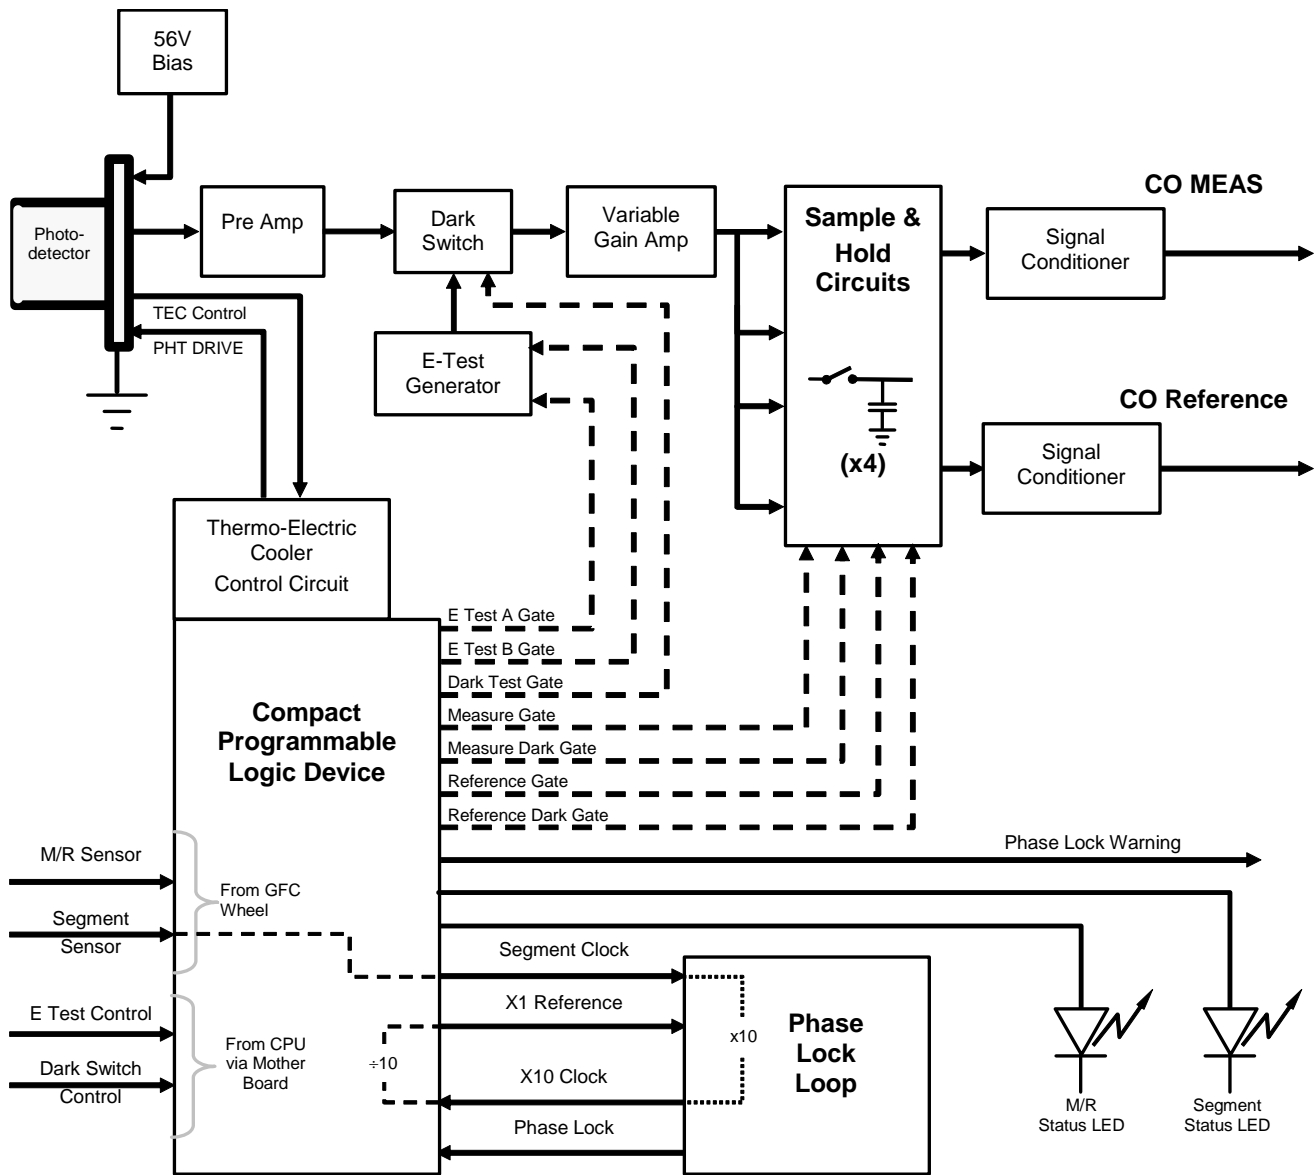 56V
Bias
CO MEAS
Photo-
detector
Pre Amp
Dark
Switch
Variable
Gain Amp
Sample &
Hold
Circuits
(x4)
Signal
Conditioner
TEC Control
PHT DRIVE
E-Test
Generator
CO Reference
Signal
Conditioner
Thermo-Electric
Cooler
Control Circuit
E Test A Gate
E Test B Gate
Dark Test Gate
Measure Gate
Measure Dark Gate
Reference Gate
Reference Dark Gate
Compact
Programmable
Logic Device
Phase Lock Warning
M/R Sensor
Segment
Sensor
From GFC
Wheel
E Test Control
Dark Switch
Control
From CPU
via Mother
Board
÷10
Segment Clock
X1 Reference
X10 Clock
Phase Lock
x10
Phase
Lock
Loop
M/R
Status LED
Segment
Status LED